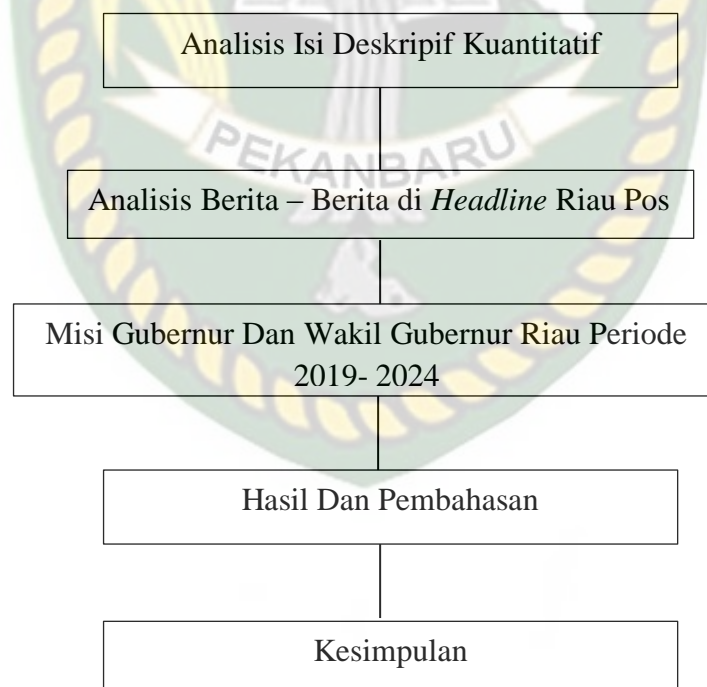 Analisis Isi Deskripif Kuantitatif
PEKANBARU
Analisis Berita – Berita di Headline Riau Pos
Misi Gubernur Dan Wakil Gubernur Riau Periode
2019- 2024
Hasil Dan Pembahasan
Kesimpulan